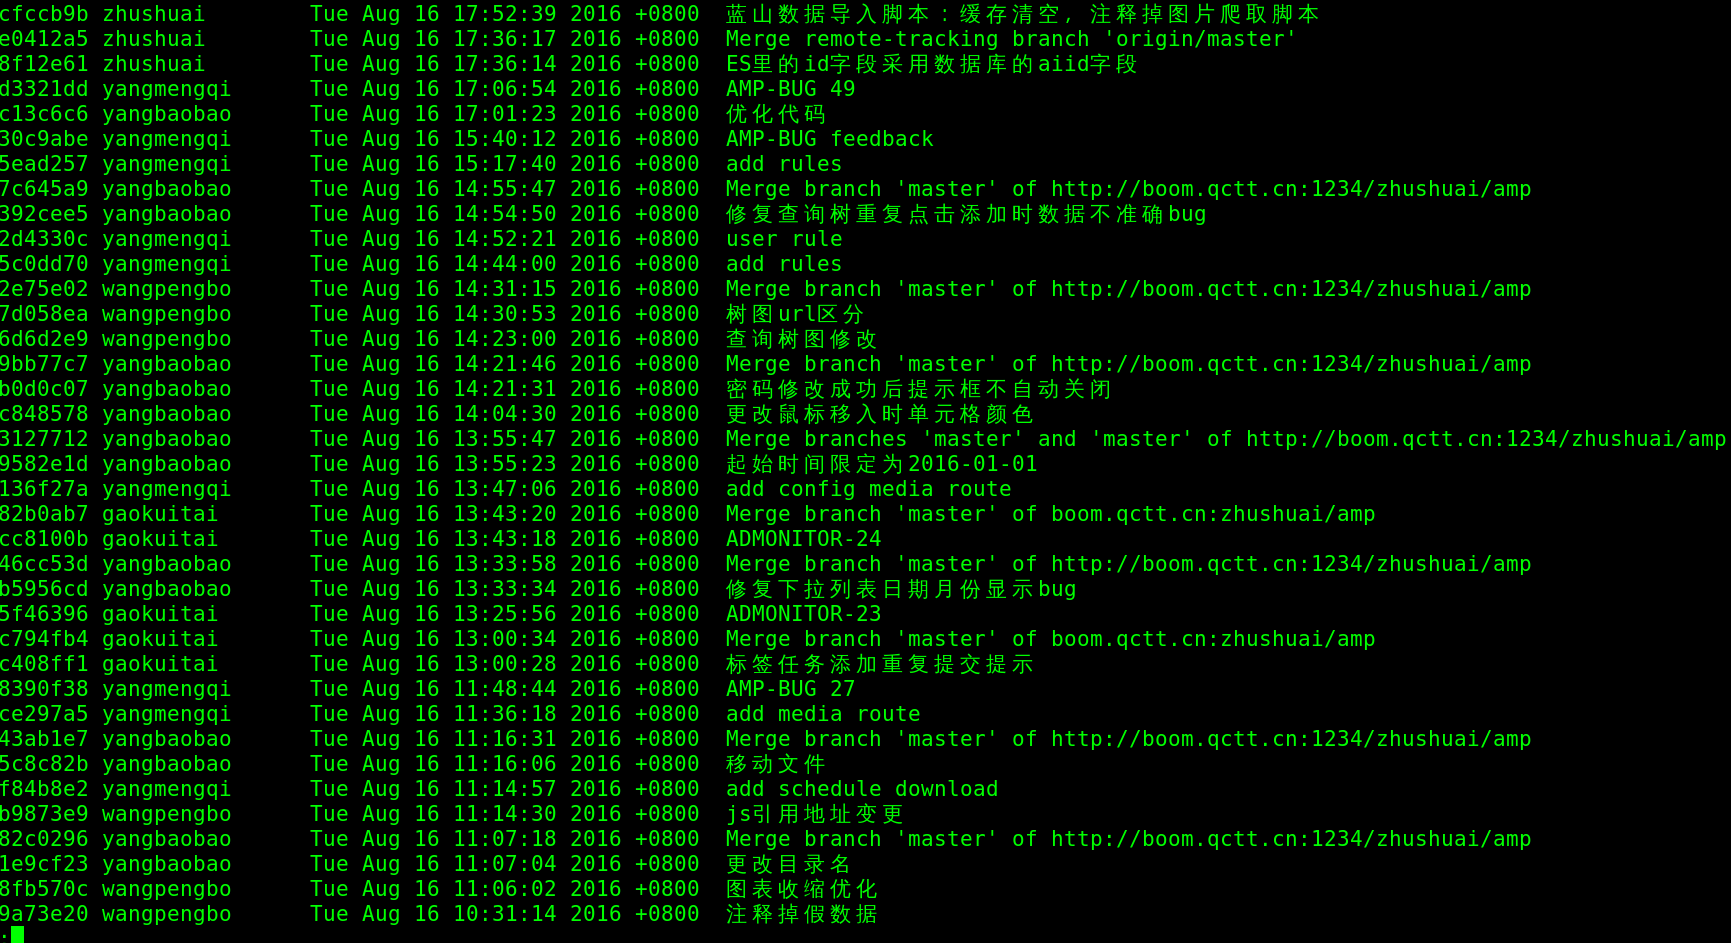 cfccb9b zhushuai Tue Aug 16 17:52:39 2016 +0800 蓝山数据导入脚本：缓存清空，注释掉图片爬取脚本
e0412a5 zhushuai Tue Aug 16 17:36:17 2016 +0800 Merge remote-tracking branch 'origin/master'
8f12e61 zhushuai Tue Aug 16 17:36:14 2016 +0800 ES里的id字段采用数据库的aiid字段
d3321dd yangmengqi Tue Aug 16 17:06:54 2016 +0800 AMP-BUG 49
c13c6c6 yangbaobao Tue Aug 16 17:01:23 2016 +0800 优化代码
30c9abe yangmengqi Tue Aug 16 15:40:12 2016 +0800 AMP-BUG feedback
5ead257 yangmengqi Tue Aug 16 15:17:40 2016 +0800 add rules
7c645a9 yangbaobao Tue Aug 16 14:55:47 2016 +0800 Merge branch 'master' of http://boom.qctt.cn:1234/zhushuai/amp
392cee5 yangbaobao Tue Aug 16 14:54:50 2016 +0800 修复查询树重复点击添加时数据不准确bug
2d4330c yangmengqi Tue Aug 16 14:52:21 2016 +0800 user rule
5c0dd70 yangmengqi Tue Aug 16 14:44:00 2016 +0800 add rules
2e75e02 wangpengbo Tue Aug 16 14:31:15 2016 +0800 Merge branch 'master' of http://boom.qctt.cn:1234/zhushuai/amp
7d058ea wangpengbo Tue Aug 16 14:30:53 2016 +0800 树图url区分
6d6d2e9 wangpengbo Tue Aug 16 14:23:00 2016 +0800 查询树图修改
9bb77c7 yangbaobao Tue Aug 16 14:21:46 2016 +0800 Merge branch 'master' of http://boom.qctt.cn:1234/zhushuai/amp
b0d0c07 yangbaobao Tue Aug 16 14:21:31 2016 +0800 密码修改成功后提示框不自动关闭
c848578 yangbaobao Tue Aug 16 14:04:30 2016 +0800 更改鼠标移入时单元格颜色
3127712 yangbaobao Tue Aug 16 13:55:47 2016 +0800 Merge branches 'master' and 'master' of http://boom.qctt.cn:1234/zhushuai/amp
9582e1d yangbaobao Tue Aug 16 13:55:23 2016 +0800 起始时间限定为2016-01-01
136f27a yangmengqi Tue Aug 16 13:47:06 2016 +0800 add config media route
82b0ab7 gaokuitai Tue Aug 16 13:43:20 2016 +0800 Merge branch 'master' of boom.qctt.cn:zhushuai/amp
cc8100b gaokuitai Tue Aug 16 13:43:18 2016 +0800 ADMONITOR-24
46cc53d yangbaobao Tue Aug 16 13:33:58 2016 +0800 Merge branch 'master' of http://boom.qctt.cn:1234/zhushuai/amp
b5956cd yangbaobao Tue Aug 16 13:33:34 2016 +0800 修复下拉列表日期月份显示bug
5f46396 gaokuitai Tue Aug 16 13:25:56 2016 +0800 ADMONITOR-23
c794fb4 gaokuitai Tue Aug 16 13:00:34 2016 +0800 Merge branch 'master' of boom.qctt.cn:zhushuai/amp
c408ff1 gaokuitai Tue Aug 16 13:00:28 2016 +0800 标签任务添加重复提交提示
8390f38 yangmengqi Tue Aug 16 11:48:44 2016 +0800 AMP-BUG 27
ce297a5 yangmengqi Tue Aug 16 11:36:18 2016 +0800 add media route
43ab1e7 yangbaobao Tue Aug 16 11:16:31 2016 +0800 Merge branch 'master' of http://boom.qctt.cn:1234/zhushuai/amp
5c8c82b yangbaobao Tue Aug 16 11:16:06 2016 +0800 移动文件
f84b8e2 yangmengqi Tue Aug 16 11:14:57 2016 +0800 add schedule download
b9873e9 wangpengbo Tue Aug 16 11:14:30 2016 +0800 js引用地址变更
82c0296 yangbaobao Tue Aug 16 11:07:18 2016 +0800 Merge branch 'master' of http://boom.qctt.cn:1234/zhushuai/amp
1e9cf23 yangbaobao Tue Aug 16 11:07:04 2016 +0800 更改目录名
8fb570c wangpengbo Tue Aug 16 11:06:02 2016 +0800 图表收缩优化
9a73e20 wangpengbo Tue Aug 16 10:31:14 2016 +0800 注释掉假数据